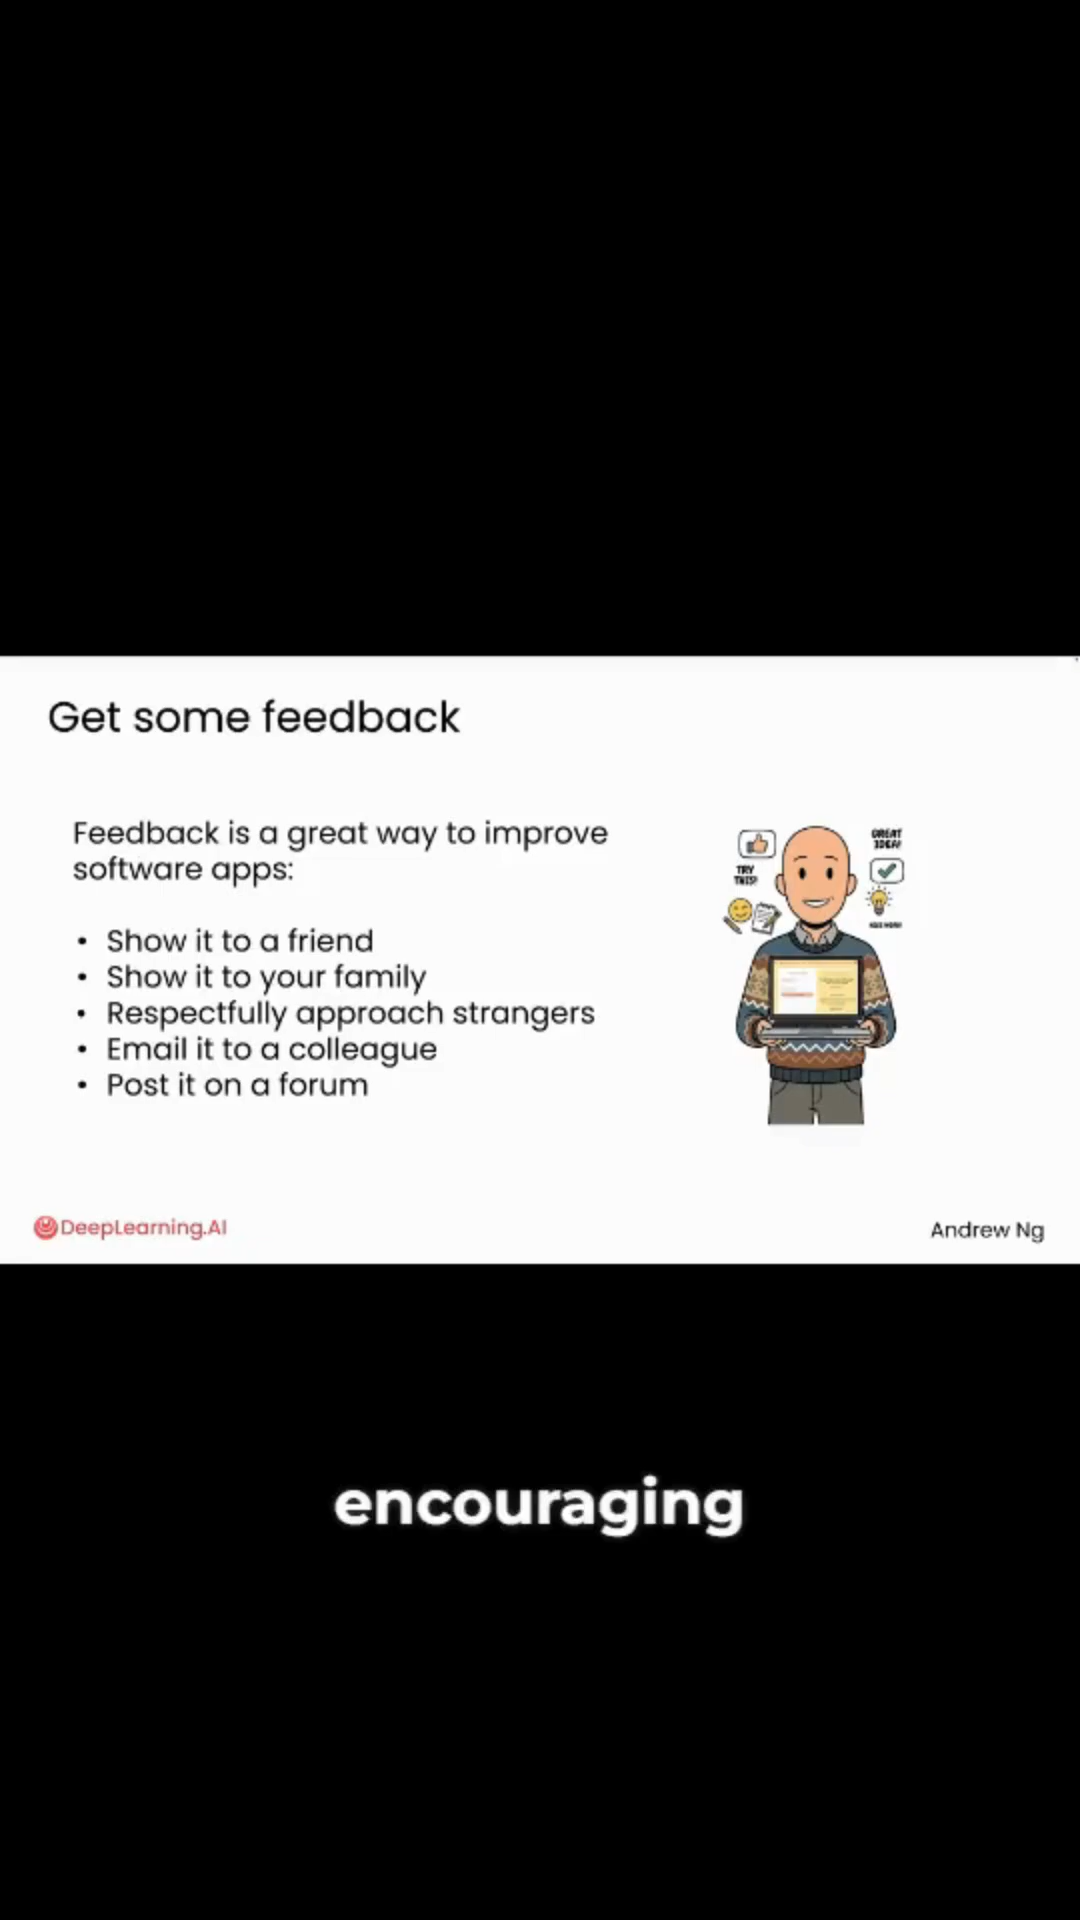 Get some feedback
Feedback is a great way to improve
software apps:
• Show it to a friend
• Show it to your family
• Respectfully approach strangers
• Email it to a colleague
• Post it on a forum
GREAT
IDEA!
TRY
THIS!
DeepLearning.AI
Andrew Ng
encouraging